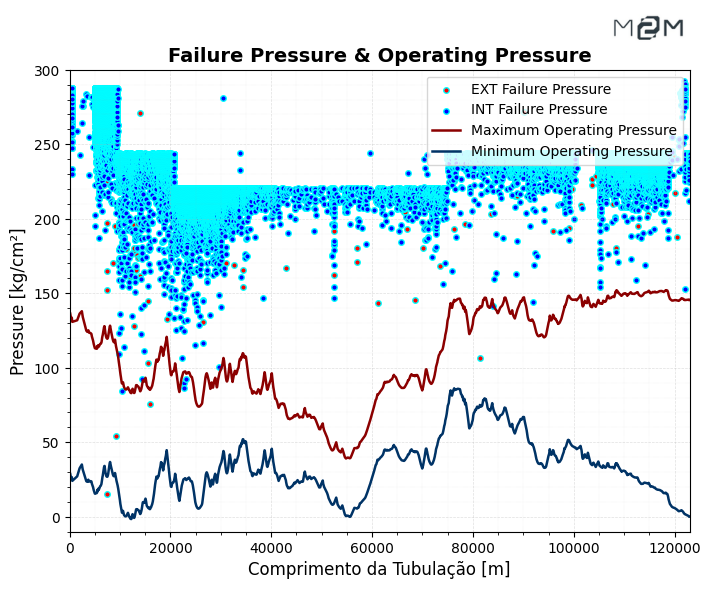 M2M
Failure Pressure & Operating Pressure
EXT Failure Pressure
INT Failure Pressure
Maximum Operating Pressure
Minimum Operating Pressure
Pressure [kg/cm²]
300
250
200
150
100
50
0
0 20000 40000 60000 80000 100000 120000
Comprimento da Tubulação [m]